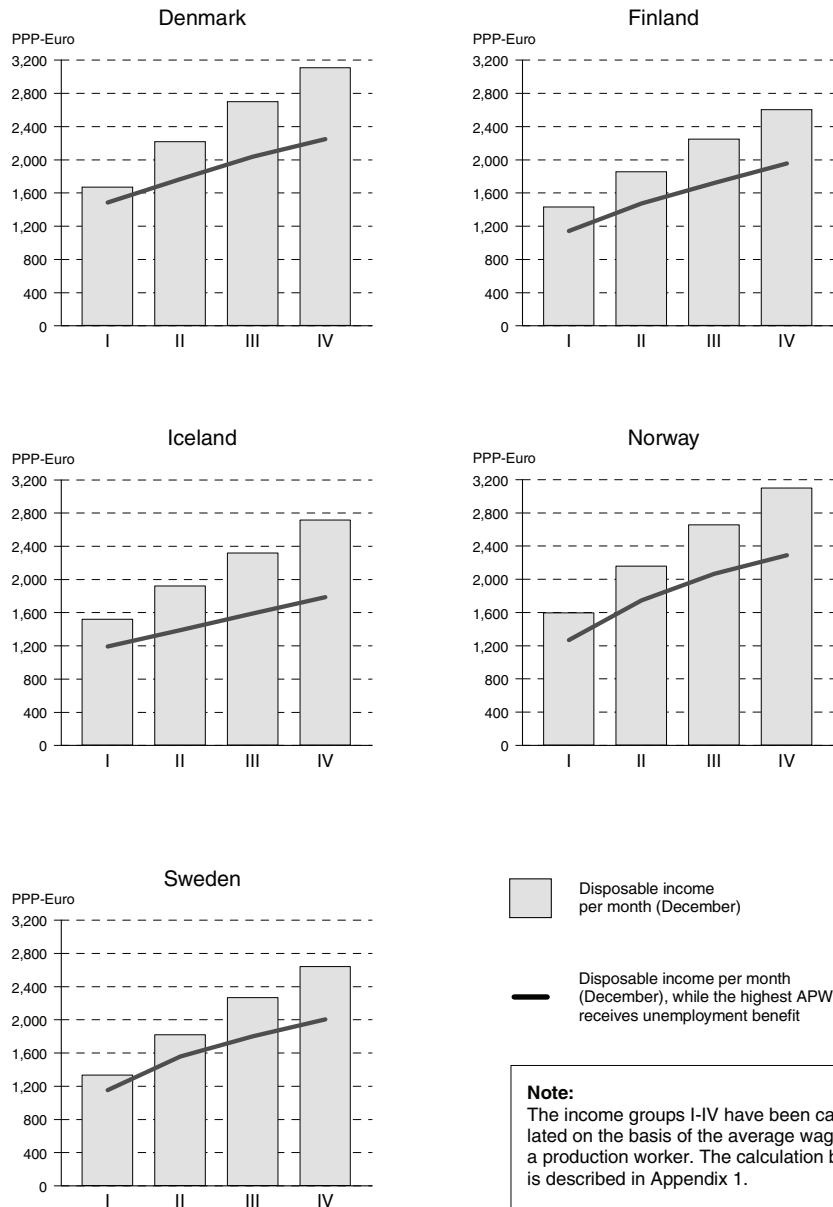 Denmark
PPP-Euro
3,200
2,800
2,400
2,000
1,600
1,200
800
400
0
I II III IV
Finland
PPP-Euro
3,200
2,800
2,400
2,000
1,600
1,200
800
400
0
I II III IV
Iceland
PPP-Euro
3,200
2,800
2,400
2,000
1,600
1,200
800
400
0
I II III IV
Norway
PPP-Euro
3,200
2,800
2,400
2,000
1,600
1,200
800
400
0
I II III IV
Sweden
PPP-Euro
3,200
2,800
2,400
2,000
1,600
1,200
800
400
0
I II III IV
Disposable income
per month (December)
Disposable income per month
(December), while the highest APW
receives unemployment benefit
Note:
The income groups I-IV have been
lated on the basis of the average
a production worker. The calculation
is described in Appendix 1.